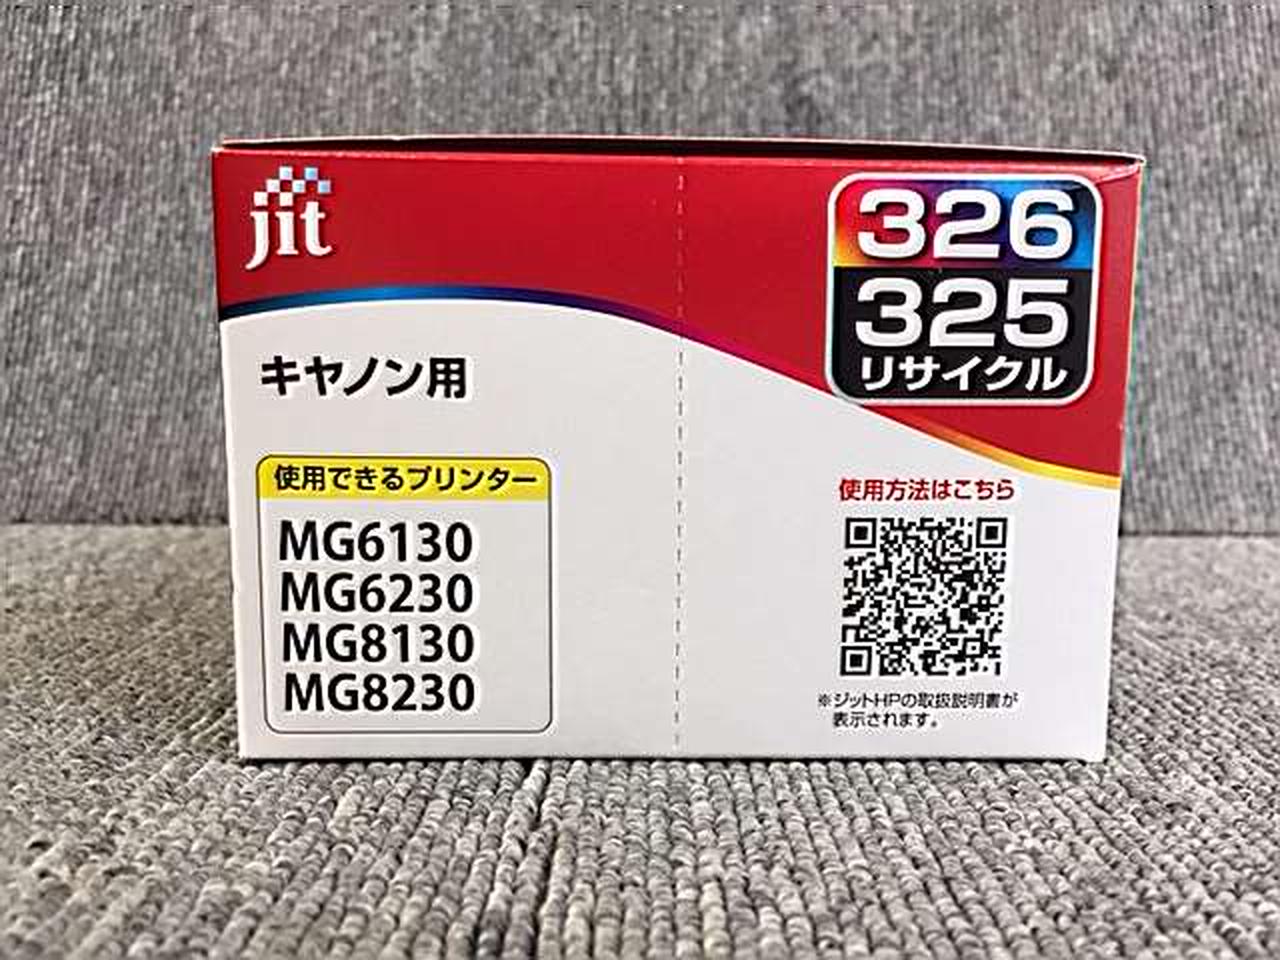 jit
326
325
リサイクル
キヤノン用
使用できるプリンター
MG6130
MG6230
MG8130
MG8230
使用方法はこちら
※ジットHPの取扱説明書が
表示されます。